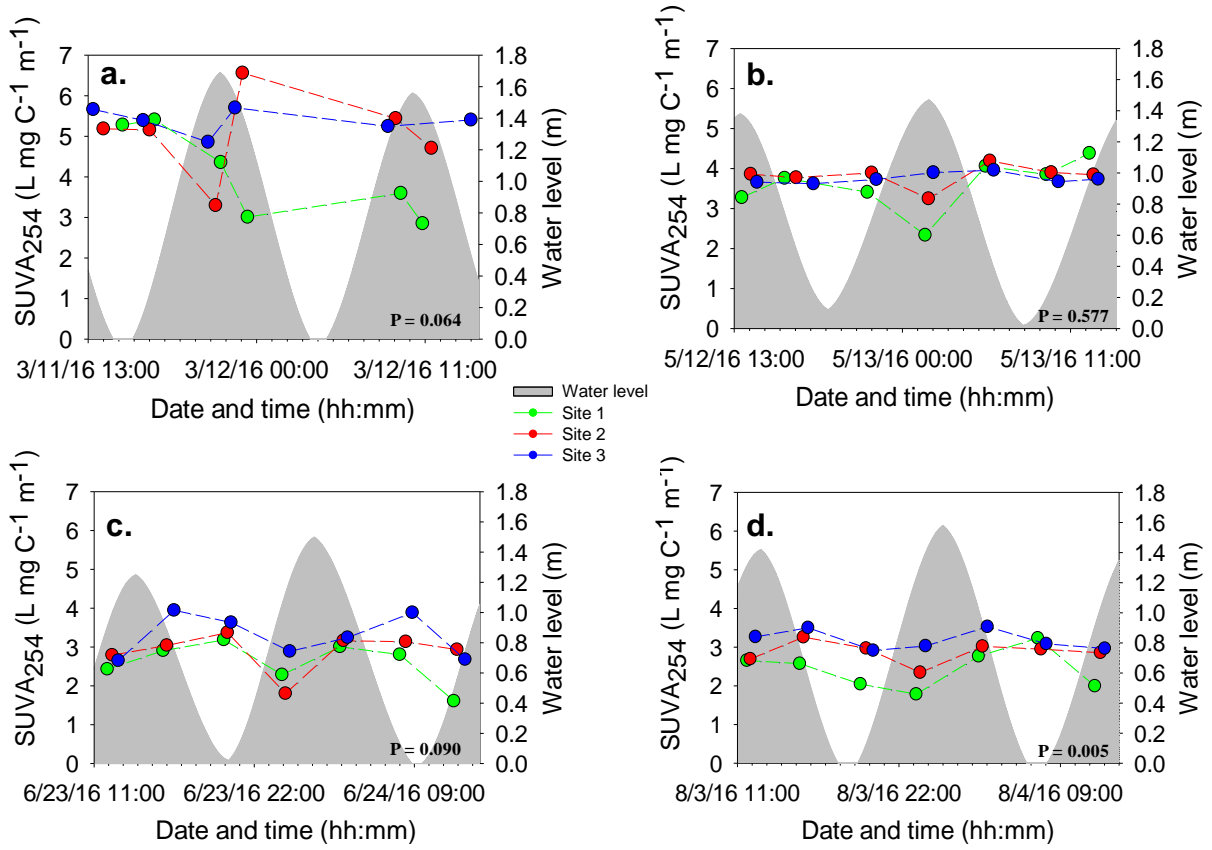 a.
SUVA254 (L mg C-1 m-1)
7
6
5
4
3
2
1
0
1.8
1.6
1.4
1.2
1.0
0.8
0.6
0.4
0.2
0.0
Water level (m)
P = 0.064
3/11/16 13:00 3/12/16 00:00 3/12/16 11:00
Date and time (hh:mm)
b.
SUVA254 (L mg C-1 m-1)
7
6
5
4
3
2
1
0
1.8
1.6
1.4
1.2
1.0
0.8
0.6
0.4
0.2
0.0
Water level (m)
P = 0.577
5/12/16 13:00 5/13/16 00:00 5/13/16 11:00
Date and time (hh:mm)
Water level
Site 1
Site 2
Site 3
c.
SUVA254 (L mg C-1 m-1)
7
6
5
4
3
2
1
0
1.8
1.6
1.4
1.2
1.0
0.8
0.6
0.4
0.2
0.0
Water level (m)
P = 0.090
6/23/16 11:00 6/23/16 22:00 6/24/16 09:00
Date and time (hh:mm)
d.
SUVA254 (L mg C-1 m-1)
7
6
5
4
3
2
1
0
1.8
1.6
1.4
1.2
1.0
0.8
0.6
0.4
0.2
0.0
Water level (m)
P = 0.005
8/3/16 11:00 8/3/16 22:00 8/4/16 09:00
Date and time (hh:mm)